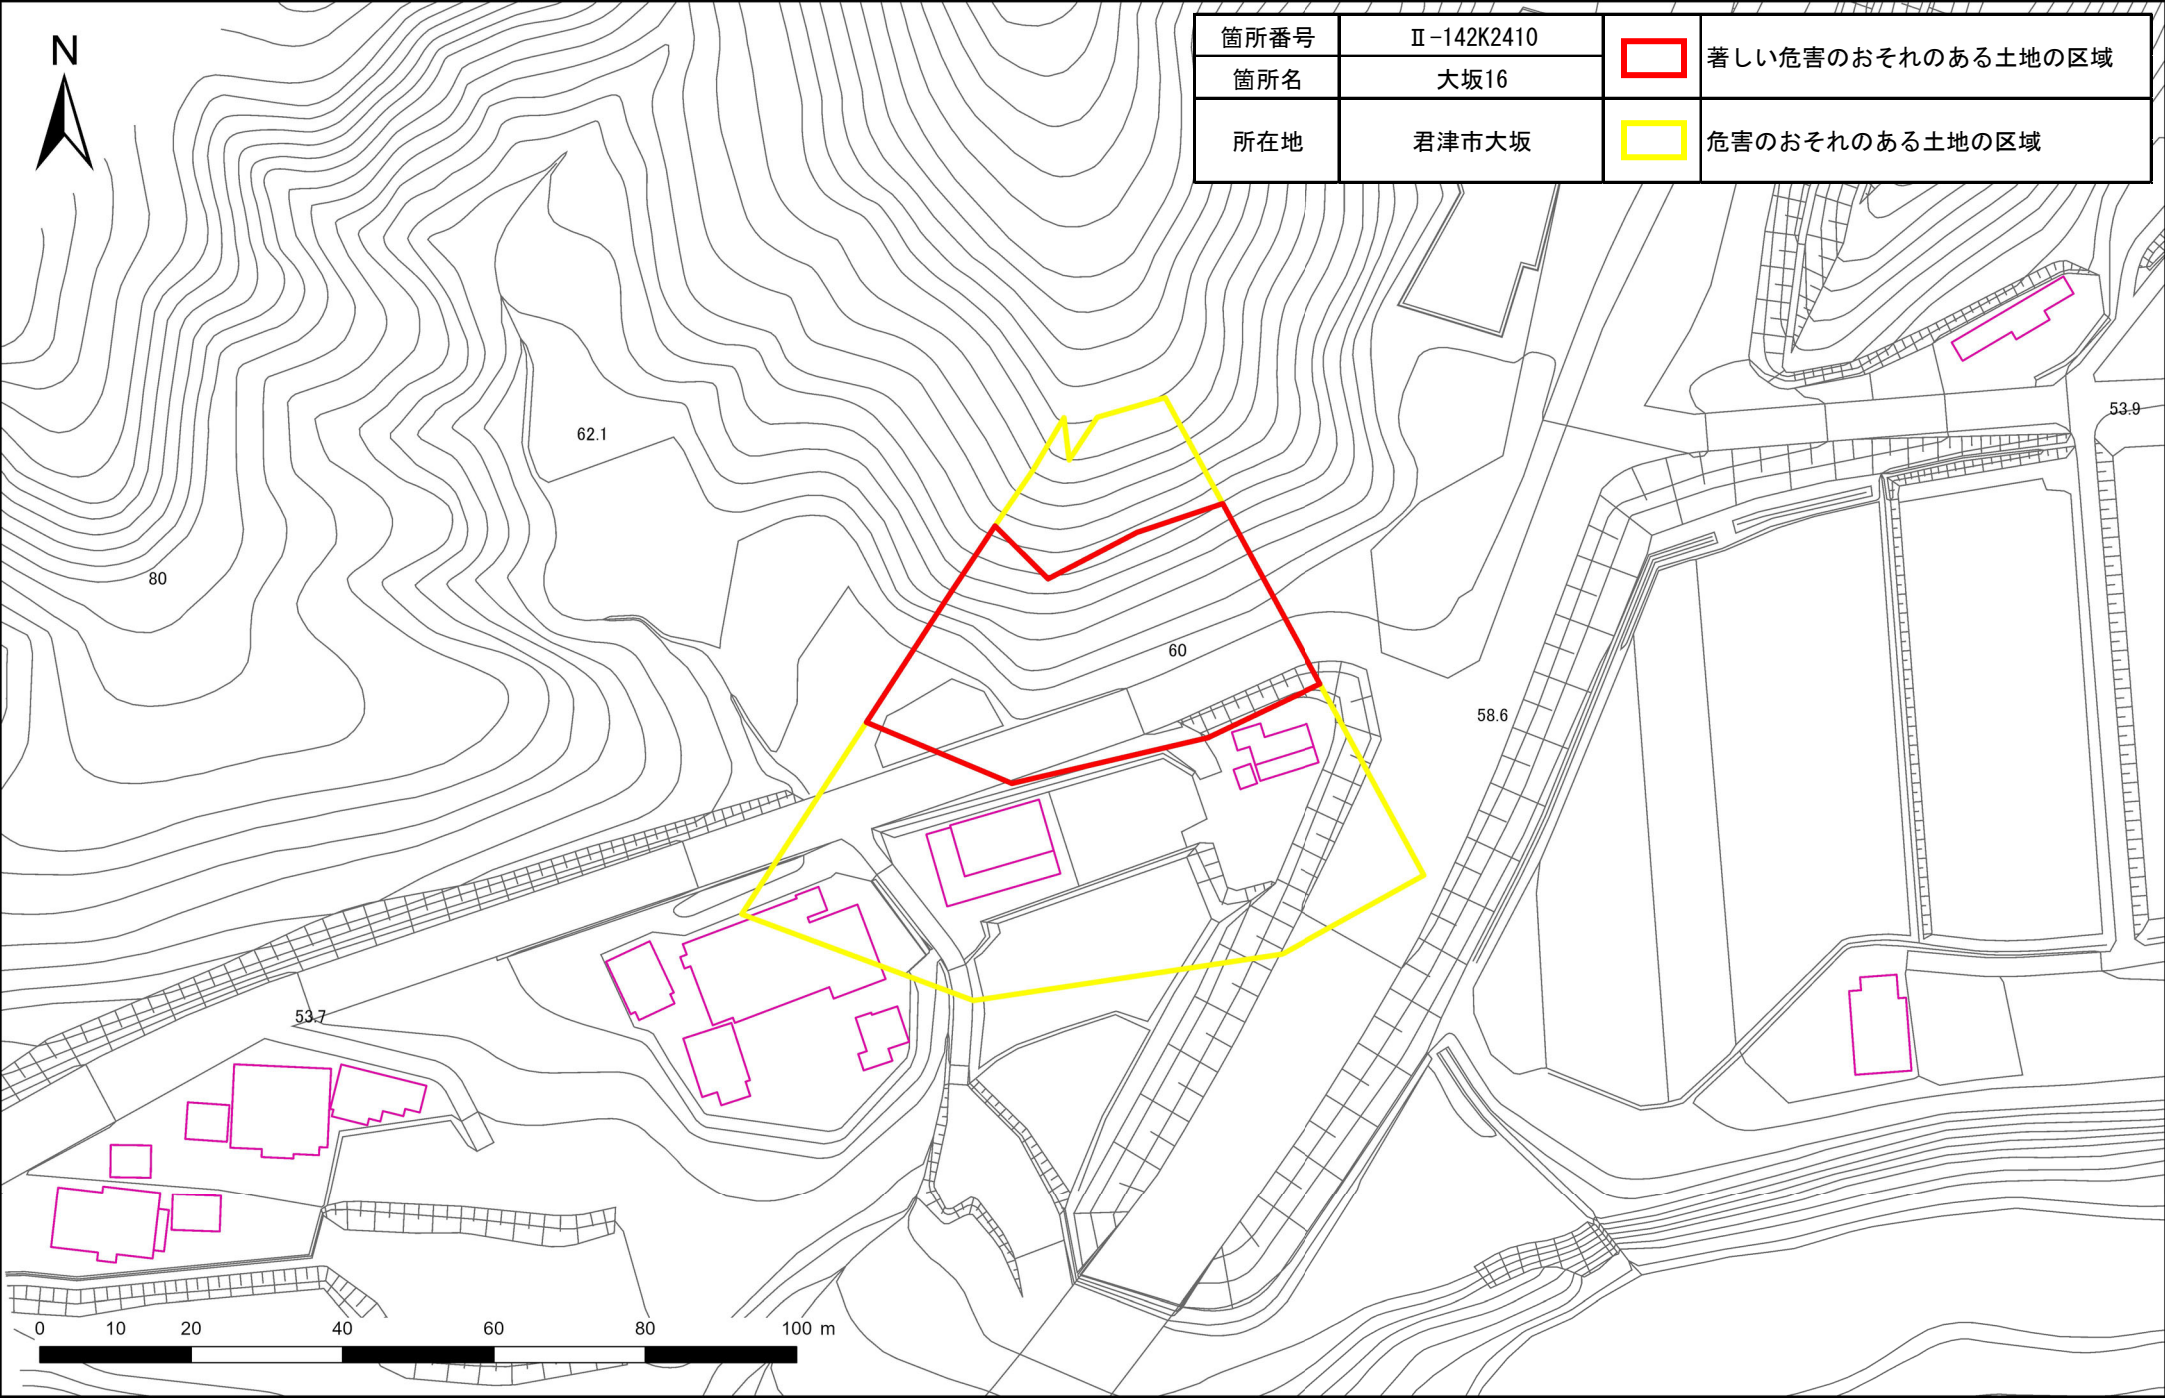 N
箇所番号 Ⅱ-142K2410
箇所名 大坂16
所在地 君津市大坂
著しい危害のおそれのある土地の区域
危害のおそれのある土地の区域
53.9
62.1
80
60
58.6
53.7
0 10 20 40 60 80 100 m